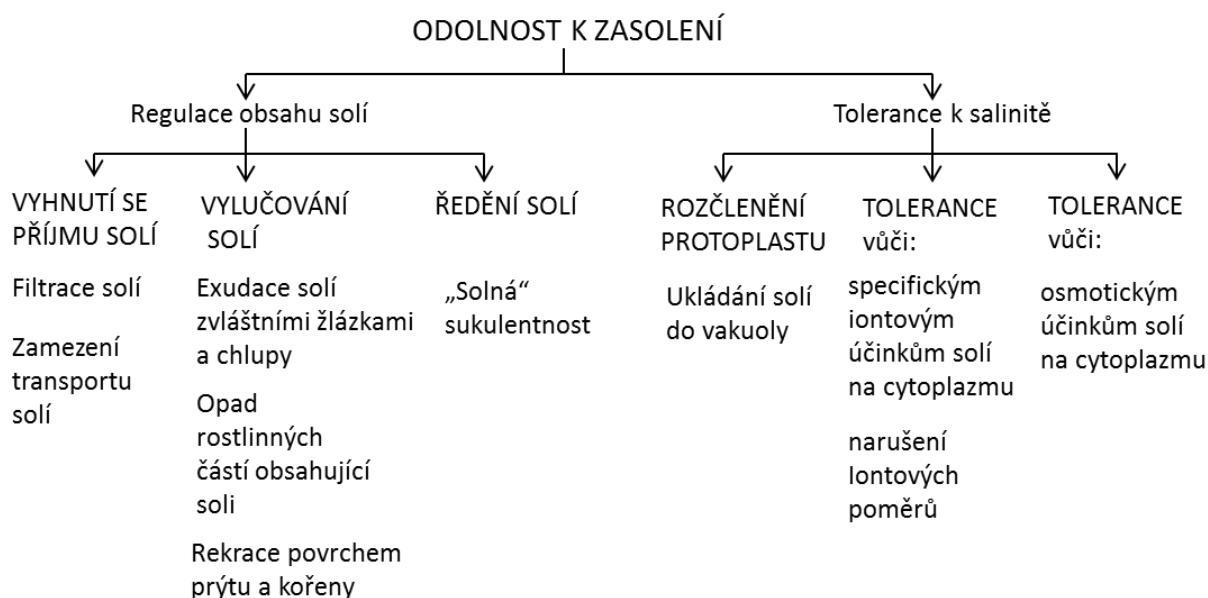 ODOLNOST K ZASOLENÍ
Regulace obsahu solí
Tolerance k salinitě
VYHNUTÍ SE
PŘÍJMU SOLÍ
Filtrace solí
Zamezení
transportu
solí
VYLUČOVÁNÍ
SOLÍ
Exudace solí
zvláštními žlázkami
a chlupy
Opad
rostlinných
částí obsahující
soli
Rekrace povrchem
prýtu a kořeny
ŘEDĚNÍ SOLÍ
„Solná“
sukulentnost
ROZČLENĚNÍ
PROTOPLASTU
Ukládání solí
do vakuoly
TOLERANCE
vůči:
specifickým
iontovým
účinkům solí
na cytoplazmu
narušení
Iontových
poměrů
TOLERANCE
vůči:
osmotickým
účinkům solí
na cytoplazmu